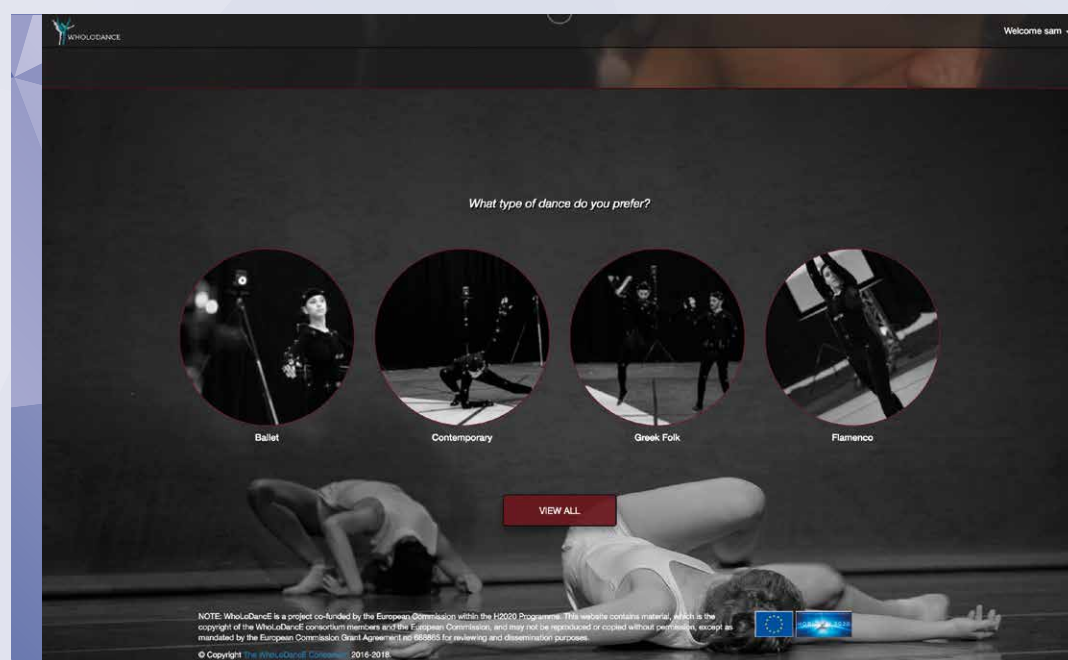 WHOLODANCE
Welcome sam
What type of dance do you prefer?
Ballet
Contemporary
Greek Folk
Flamenco
VIEW ALL
NOTE: WhoLoDancE is a project co-funded by the European Commission within the H2020 Programme. This website contains material, which is the
copyright of the WhoLoDancE consortium members and the European Commission, and may not be reproduced or copied without permission, except as
mandated by the European Commission Grant Agreement no 688865 for reviewing and dissemination purposes.
© Copyright The WhoLoDancE Consortium 2016-2018.